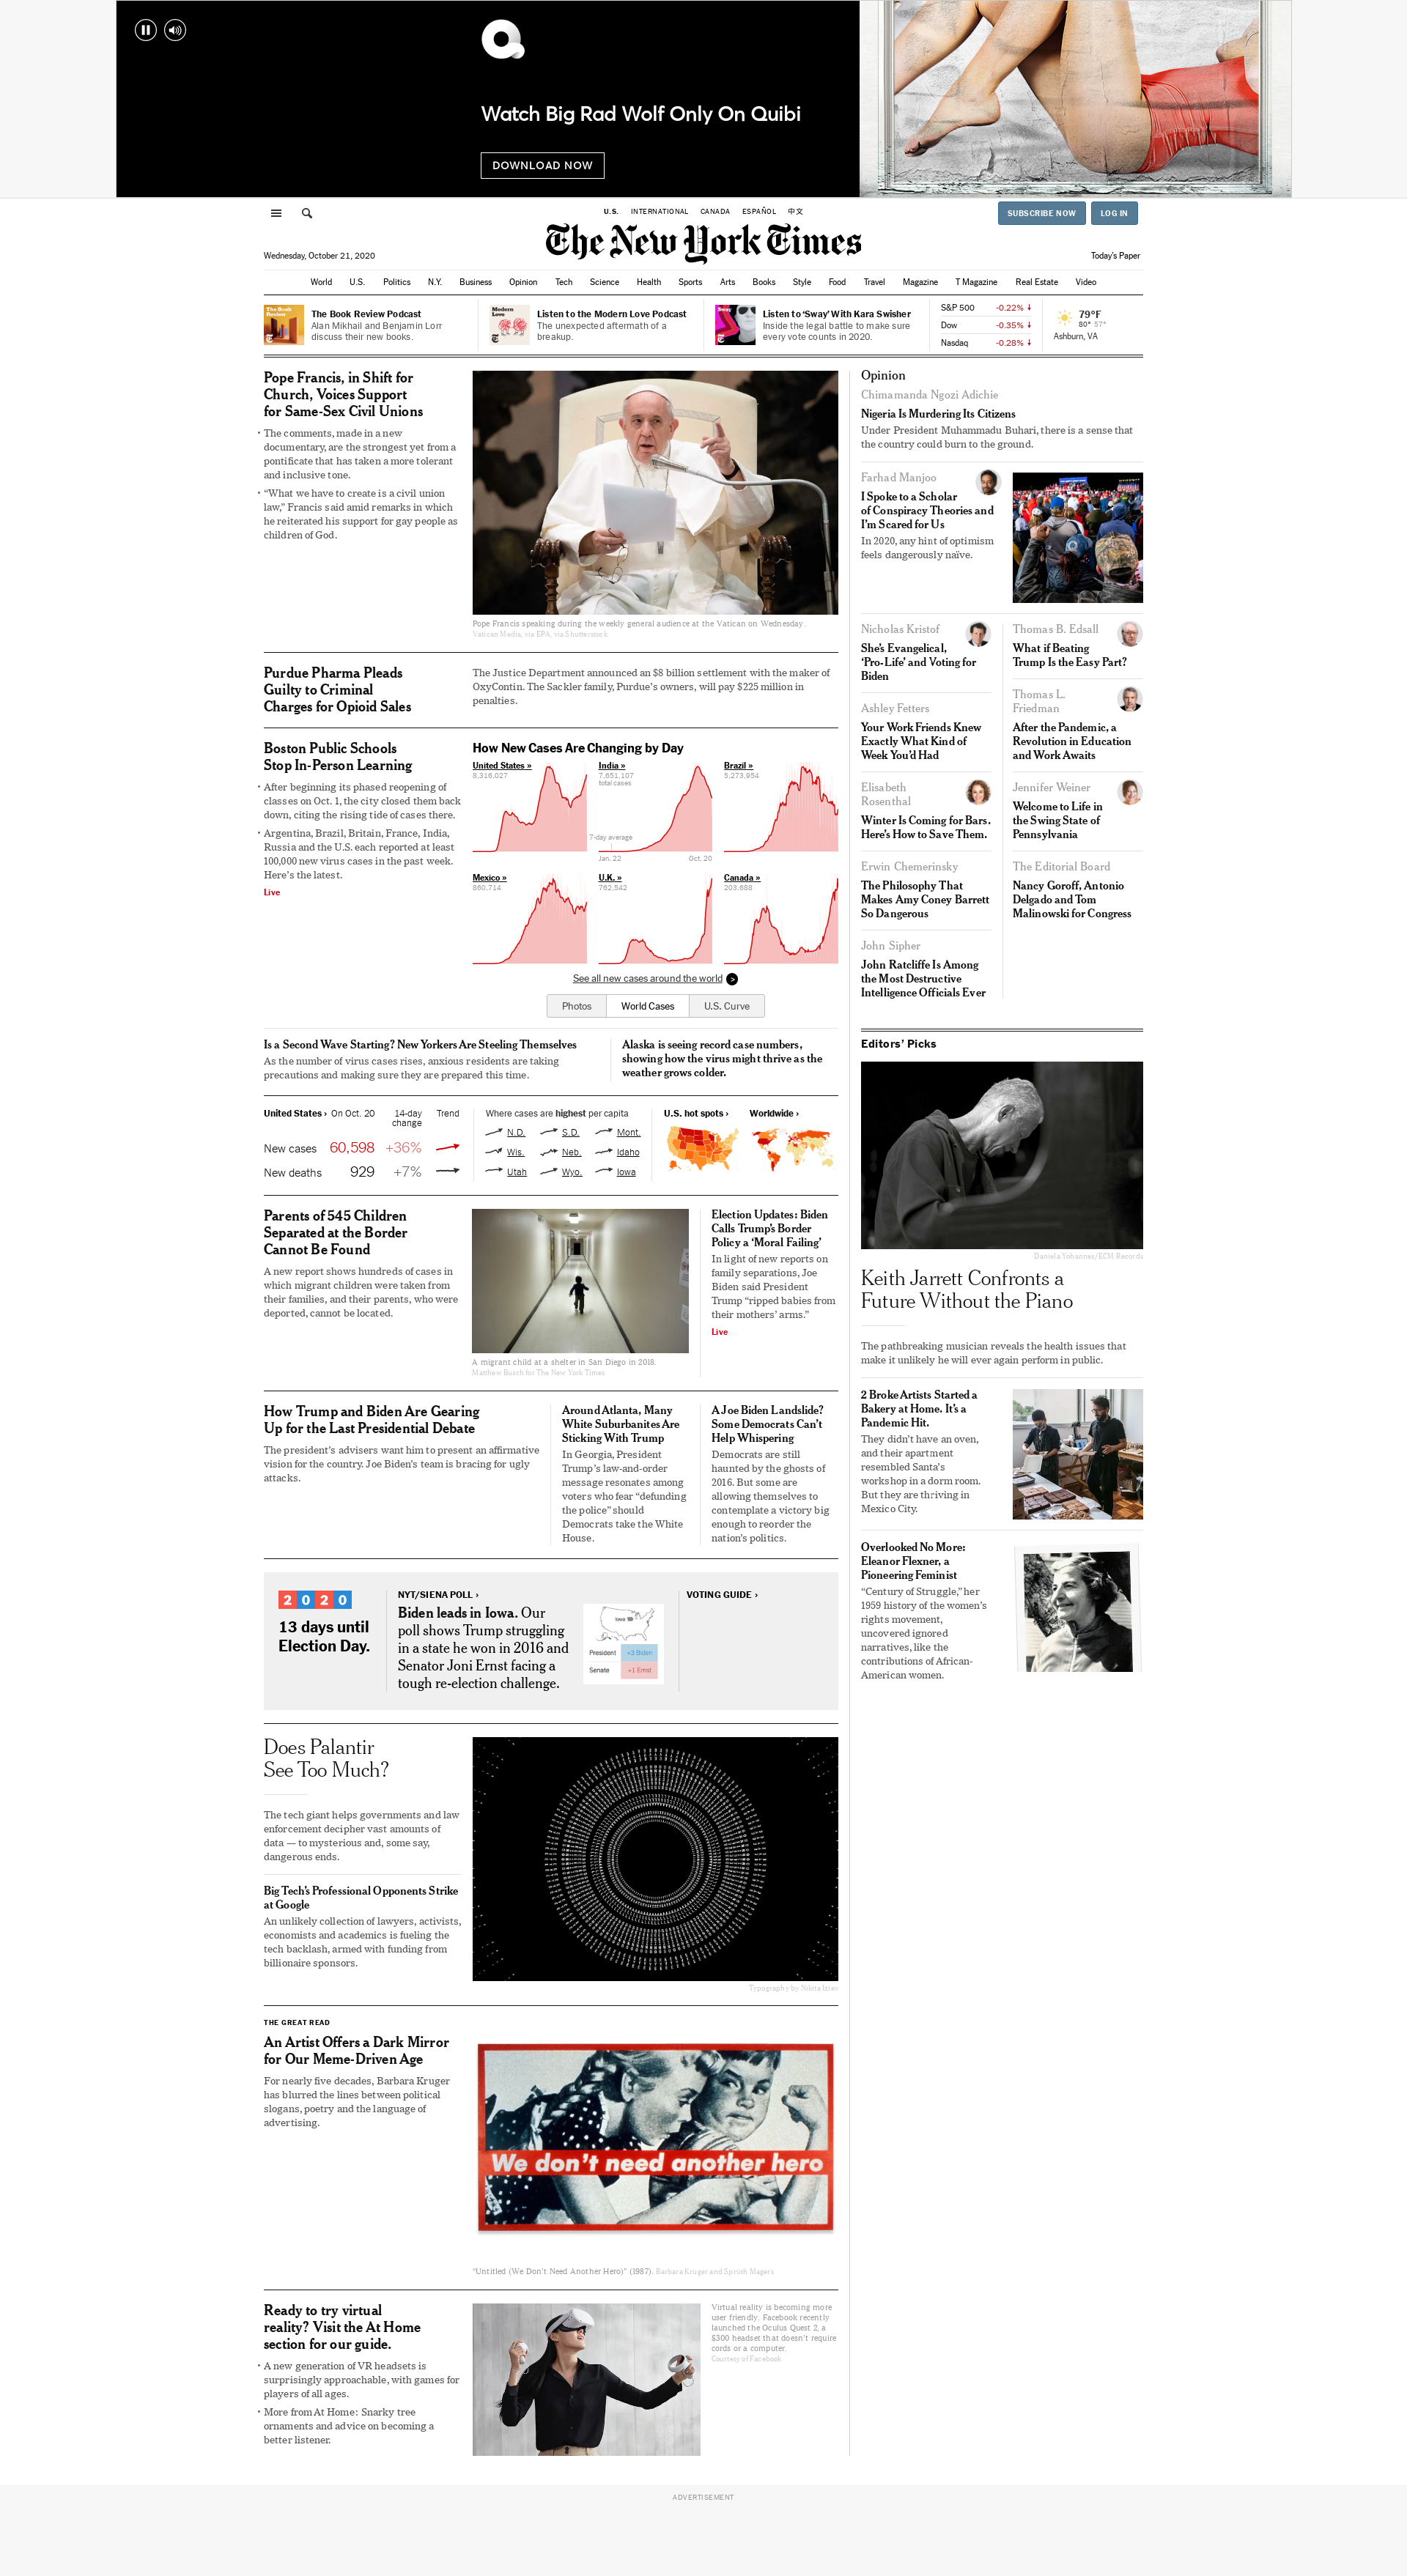 Watch Big Rad Wolf Only On Quibi
DOWNLOAD NOW
U.S.
INTERNATIONAL
CANADA
ESPAÑOL
中文
SUBSCRIBE NOW
LOG IN
The New York Times
Wednesday, October 21, 2020
Today's Paper
World
U.S.
Politics
N.Y.
Business
Opinion
Tech
Science
Health
Sports
Arts
Books
Style
Food
Travel
Magazine
T Magazine
Real Estate
Video
The Book Review
The Book Review Podcast
Alan Mikhail and Benjamin Lorr
discuss their new books.
Modern Love
Listen to the Modern Love Podcast
The unexpected aftermath of a
breakup.
Sway
Listen to ‘Sway’ With Kara Swisher
Inside the legal battle to make sure
every vote counts in 2020.
S&P 500 -0.22%
Dow -0.35%
Nasdaq -0.28%
79°F
80° 57°
Ashburn, VA
Pope Francis, in Shift for
Church, Voices Support
for Same-Sex Civil Unions
• The comments, made in a new
documentary, are the strongest yet from a
pontificate that has taken a more tolerant
and inclusive tone.
• “What we have to create is a civil union
law,” Francis said amid remarks in which
he reiterated his support for gay people as
children of God.
Pope Francis speaking during the weekly general audience at the Vatican on Wednesday.
Vatican Media, via EPA, via Shutterstock
Purdue Pharma Pleads
Guilty to Criminal
Charges for Opioid Sales
The Justice Department announced an $8 billion settlement with the maker of
OxyContin. The Sackler family, Purdue’s owners, will pay $225 million in
penalties.
Boston Public Schools
Stop In-Person Learning
• After beginning its phased reopening of
classes on Oct. 1, the city closed them back
down, citing the rising tide of cases there.
• Argentina, Brazil, Britain, France, India,
Russia and the U.S. each reported at least
100,000 new virus cases in the past week.
Here’s the latest.
Live
How New Cases Are Changing by Day
United States »
8,316,027
India »
7,651,107
total cases
Brazil »
5,273,954
7-day average
Jan. 22
Oct. 20
Mexico »
860,714
U.K. »
762,542
Canada »
203,688
See all new cases around the world
Photos
World Cases
U.S. Curve
Is a Second Wave Starting? New Yorkers Are Steeling Themselves
As the number of virus cases rises, anxious residents are taking
precautions and making sure they are prepared this time.
Alaska is seeing record case numbers,
showing how the virus might thrive as the
weather grows colder.
United States › On Oct. 20 14-day change Trend
New cases 60,598 +36%
New deaths 929 +7%
Where cases are highest per capita
N.D. S.D. Mont.
Wis. Neb. Idaho
Utah Wyo. Iowa
U.S. hot spots ›
Worldwide ›
Parents of 545 Children
Separated at the Border
Cannot Be Found
A new report shows hundreds of cases in
which migrant children were taken from
their families, and their parents, who were
deported, cannot be located.
A migrant child at a shelter in San Diego in 2018.
Matthew Busch for The New York Times
Election Updates: Biden
Calls Trump’s Border
Policy a ‘Moral Failing’
In light of new reports on
family separations, Joe
Biden said President
Trump “ripped babies from
their mothers’ arms.”
Live
How Trump and Biden Are Gearing
Up for the Last Presidential Debate
The president’s advisers want him to present an affirmative
vision for the country. Joe Biden’s team is bracing for ugly
attacks.
Around Atlanta, Many
White Suburbanites Are
Sticking With Trump
In Georgia, President
Trump’s law-and-order
message resonates among
voters who fear “defunding
the police” should
Democrats take the White
House.
A Joe Biden Landslide?
Some Democrats Can’t
Help Whispering
Democrats are still
haunted by the ghosts of
2016. But some are
allowing themselves to
contemplate a victory big
enough to reorder the
nation’s politics.
2020
13 days until
Election Day.
NYT/SIENA POLL ›
Biden leads in Iowa. Our
poll shows Trump struggling
in a state he won in 2016 and
Senator Joni Ernst facing a
tough re-election challenge.
Iowa
President +3 Biden
Senate +1 Ernst
VOTING GUIDE ›
Does Palantir
See Too Much?
The tech giant helps governments and law
enforcement decipher vast amounts of
data — to mysterious and, some say,
dangerous ends.
Big Tech’s Professional Opponents Strike
at Google
An unlikely collection of lawyers, activists,
economists and academics is fueling the
tech backlash, armed with funding from
billionaire sponsors.
Typography by Nikita Iziev
THE GREAT READ
An Artist Offers a Dark Mirror
for Our Meme-Driven Age
For nearly five decades, Barbara Kruger
has blurred the lines between political
slogans, poetry and the language of
advertising.
We don’t need another hero
“Untitled (We Don’t Need Another Hero)” (1987). Barbara Kruger and Sprüth Magers
Ready to try virtual
reality? Visit the At Home
section for our guide.
• A new generation of VR headsets is
surprisingly approachable, with games for
players of all ages.
• More from At Home: Snarky tree
ornaments and advice on becoming a
better listener.
Virtual reality is becoming more
user friendly. Facebook recently
launched the Oculus Quest 2, a
$300 headset that doesn’t require
cords or a computer.
Courtesy of Facebook
Opinion
Chimamanda Ngozi Adichie
Nigeria Is Murdering Its Citizens
Under President Muhammadu Buhari, there is a sense that
the country could burn to the ground.
Farhad Manjoo
I Spoke to a Scholar
of Conspiracy Theories and
I’m Scared for Us
In 2020, any hint of optimism
feels dangerously naïve.
Nicholas Kristof
She’s Evangelical,
‘Pro-Life’ and Voting for
Biden
Ashley Fetters
Your Work Friends Knew
Exactly What Kind of
Week You’d Had
Elisabeth
Rosenthal
Winter Is Coming for Bars.
Here’s How to Save Them.
Erwin Chemerinsky
The Philosophy That
Makes Amy Coney Barrett
So Dangerous
John Sipher
John Ratcliffe Is Among
the Most Destructive
Intelligence Officials Ever
Thomas B. Edsall
What if Beating
Trump Is the Easy Part?
Thomas L.
Friedman
After the Pandemic, a
Revolution in Education
and Work Awaits
Jennifer Weiner
Welcome to Life in
the Swing State of
Pennsylvania
The Editorial Board
Nancy Goroff, Antonio
Delgado and Tom
Malinowski for Congress
Editors’ Picks
Daniela Yohannes/ECM Records
Keith Jarrett Confronts a
Future Without the Piano
The pathbreaking musician reveals the health issues that
make it unlikely he will ever again perform in public.
2 Broke Artists Started a
Bakery at Home. It’s a
Pandemic Hit.
They didn’t have an oven,
and their apartment
resembled Santa’s
workshop in a dorm room.
But they are thriving in
Mexico City.
Overlooked No More:
Eleanor Flexner, a
Pioneering Feminist
“Century of Struggle,” her
1959 history of the women’s
rights movement,
uncovered ignored
narratives, like the
contributions of African-
American women.
ADVERTISEMENT